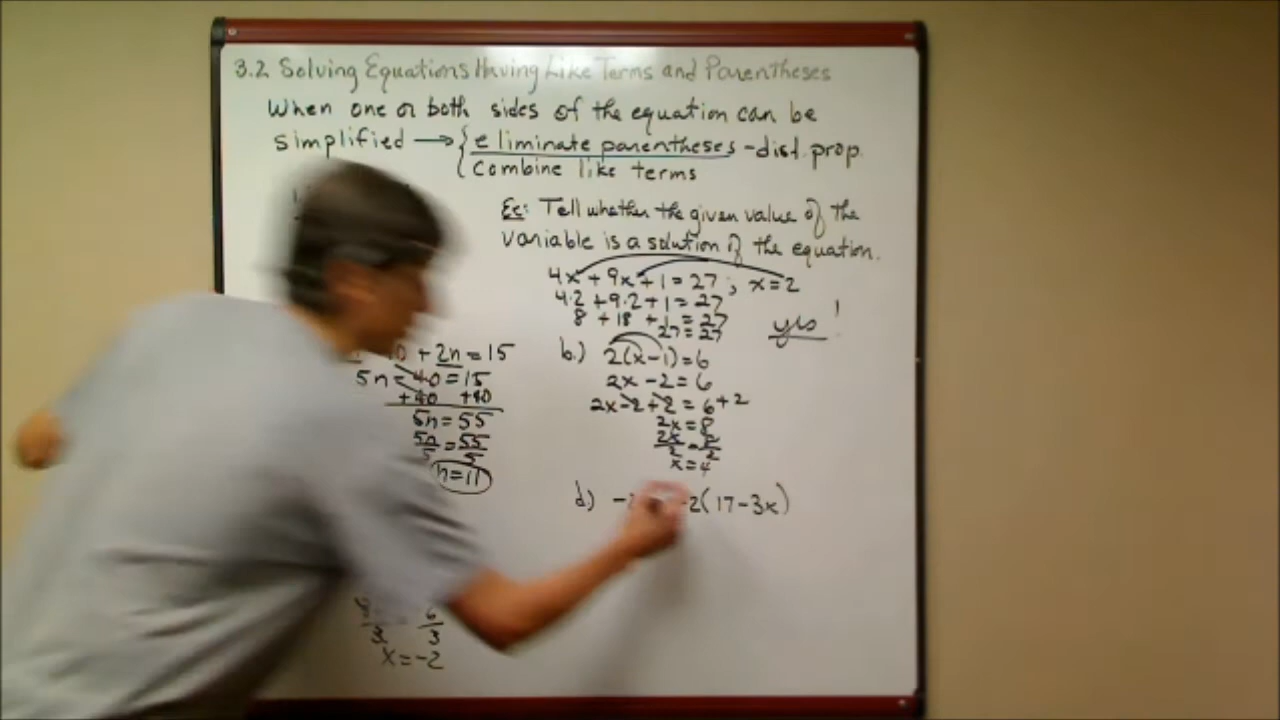 3.2 Solving Equations Having Like Terms and Parentheses
When one or both sides of the equation can be
simplified → { eliminate parentheses - dist. prop.
combine like terms
Ex: Tell whether the given value of the
variable is a solution of the equation.
4x + 9x + 1 = 27 ; x = 2
4·2 + 9·2 + 1 = 27
8 + 18 + 1 = 27
27 = 27
yes!
+ 2n = 15
5n - 40 = 15
+40 +40
5n = 55
5n/5 = 55/5
n = 11
b.) 2(x - 1) = 6
2x - 2 = 6
2x - 2 + 2 = 6 + 2
2x = 8
2x/2 = 8/2
x = 4
d.) - 2(17 - 3x)
6/3
x = -2